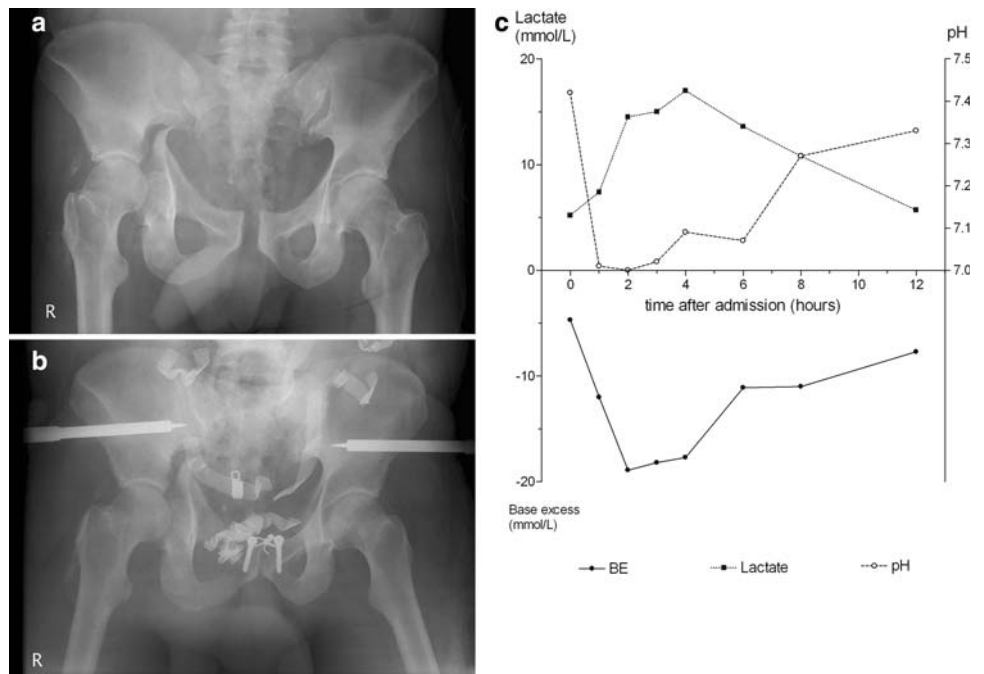 a
R
b
R
c
Lactate
(mmol/L)
pH
20
10
0
7.5
7.4
7.3
7.2
7.1
7.0
0 2 4 6 8 10 12
time after admission (hours)
-10
-20
Base excess
(mmol/L)
BE Lactate pH